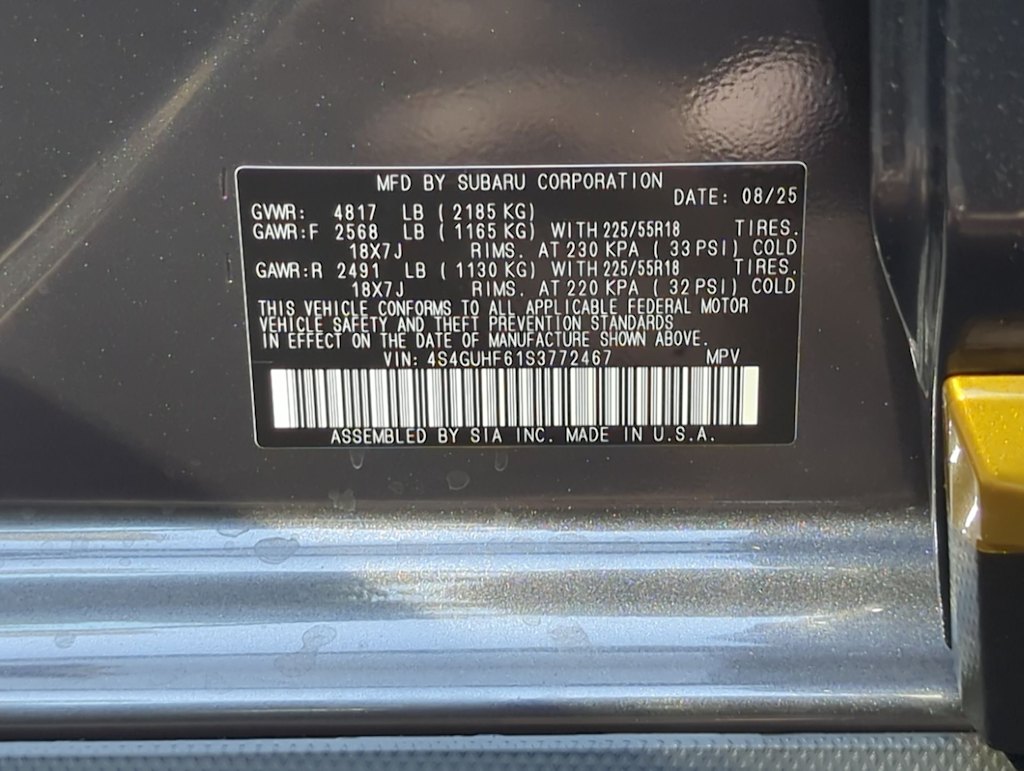 MFD BY SUBARU CORPORATION DATE: 08/25
GVWR: 4817 LB ( 2185 KG)
GAWR:F 2568 LB ( 1165 KG) WITH 225/55R18 TIRES.
18X7J RIMS. AT 230 KPA ( 33 PSI) COLD
GAWR:R 2491 LB ( 1130 KG) WITH 225/55R18 TIRES.
18X7J RIMS. AT 220 KPA ( 32 PSI) COLD
THIS VEHICLE CONFORMS TO ALL APPLICABLE FEDERAL MOTOR
VEHICLE SAFETY AND THEFT PREVENTION STANDARDS
IN EFFECT ON THE DATE OF MANUFACTURE SHOWN ABOVE.
VIN: 4S4GUHF61S3772467 MPV
ASSEMBLED BY SIA INC. MADE IN U.S.A.